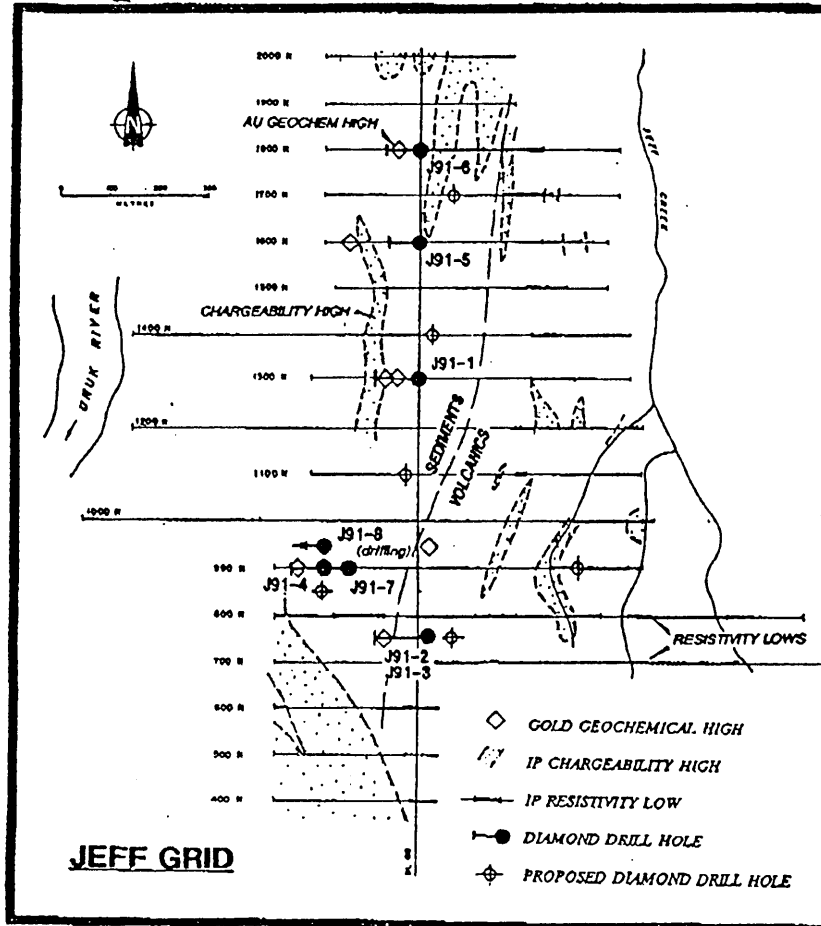 2000 N
1900 N
AU GEOCHEM HIGH
1800 N
J91-6
N
1700 N
METRES
1600 N
J91-5
JEFF
CREEK
1500 N
CHARGEABILITY HIGH
1400 N
J91-1
UNUK RIVER
1300 N
1200 N
SEDIMENTS
VOLCANICS
1100 N
1000 N
J91-8
(drilling)
900 N
J91-4
J91-7
800 N
RESISTIVITY LOWS
J91-2
J91-3
700 N
600 N
GOLD GEOCHEMICAL HIGH
500 N
IP CHARGEABILITY HIGH
400 N
IP RESISTIVITY LOW
DIAMOND DRILL HOLE
PROPOSED DIAMOND DRILL HOLE
JEFF GRID